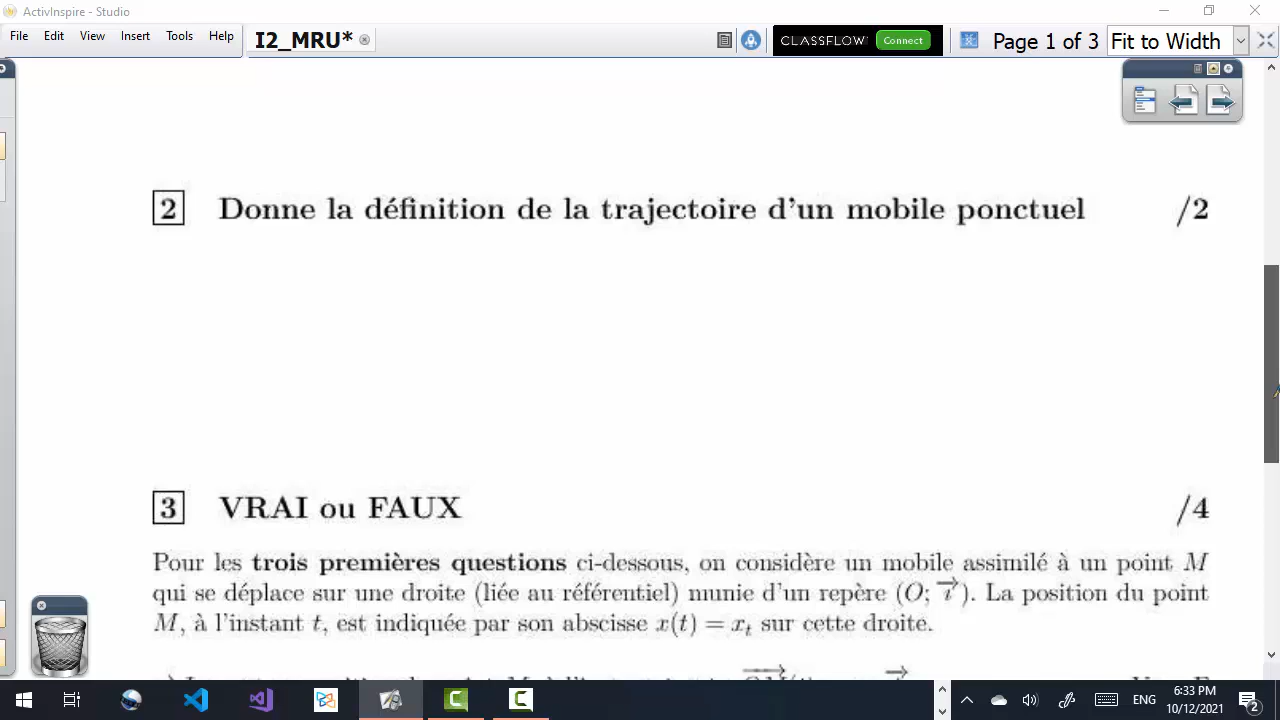 ActivInspire - Studio
File Edit View Insert Tools Help I2_MRU* CLASSFLOW Connect Page 1 of 3 Fit to Width
2 Donne la définition de la trajectoire d'un mobile ponctuel /2
3 VRAI ou FAUX /4
Pour les trois premières questions ci-dessous, on considère un mobile assimilé à un point M
qui se déplace sur une droite (liée au référentiel) munie d'un repère (O; i⃗ ). La position du point
M, à l'instant t, est indiquée par son abscisse x(t) = xₜ sur cette droite.
ENG 6:33 PM
10/12/2021 2